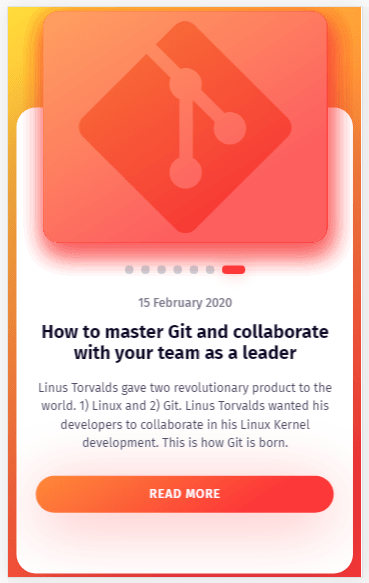 15 February 2020
How to master Git and collaborate
with your team as a leader
Linus Torvalds gave two revolutionary product to the
world. 1) Linux and 2) Git. Linus Torvalds wanted his
developers to collaborate in his Linux Kernel
development. This is how Git is born.
READ MORE